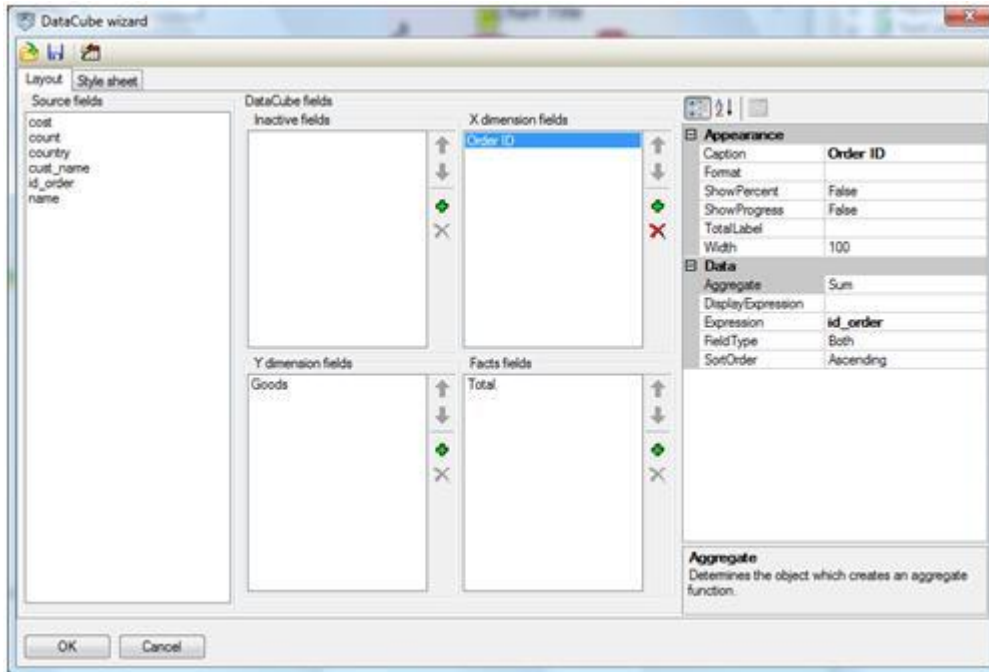 DataCube wizard
Layout
Style sheet
Source fields
cost
count
country
cust_name
id_order
name
DataCube fields
Inactive fields
X dimension fields
Order ID
Y dimension fields
Goods
Facts fields
Total
Appearance
Caption Order ID
Format
ShowPercent False
ShowProgress False
TotalLabel
Width 100
Data
Aggregate Sum
DisplayExpression
Expression id_order
FieldType Both
SortOrder Ascending
Aggregate
Determines the object which creates an aggregate
function.
OK
Cancel